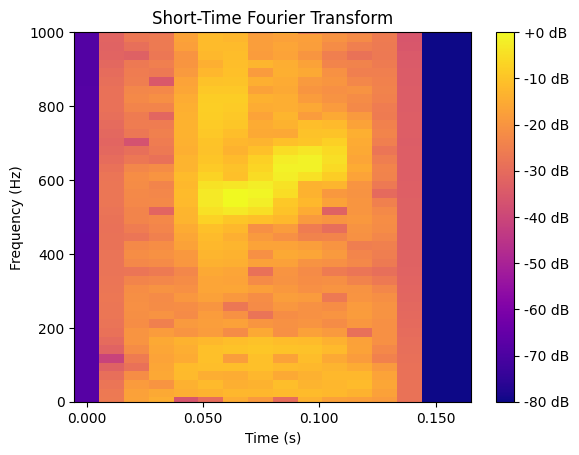 Short-Time Fourier Transform
1000
800
600
400
200
0
Frequency (Hz)
0.000
0.050
0.100
0.150
Time (s)
+0 dB
-10 dB
-20 dB
-30 dB
-40 dB
-50 dB
-60 dB
-70 dB
-80 dB